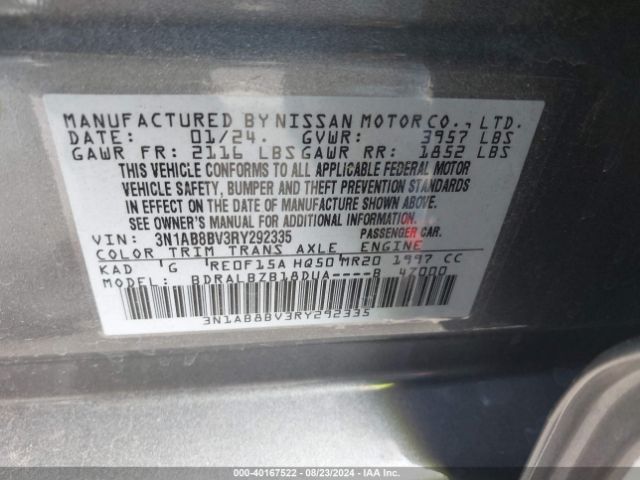 MANUFACTURED BY NISSAN MOTOR CO., LTD.
DATE: 01/24. GVWR: 3957 LBS
GAWR FR: 2116 LBS GAWR RR: 1852 LBS
THIS VEHICLE CONFORMS TO ALL APPLICABLE FEDERAL MOTOR
VEHICLE SAFETY, BUMPER AND THEFT PREVENTION STANDARDS
IN EFFECT ON THE DATE OF MANUFACTURE SHOWN ABOVE.
SEE OWNER'S MANUAL FOR ADDITIONAL INFORMATION.
VIN: 3N1AB8BV3RY292335 PASSENGER CAR.
COLOR TRIM TRANS AXLE ENGINE
KAD G RE0F15A HQ50 MR20 1997 CC
MODEL: BDRALBZB18DUA----B 47000
3N1AB8BV3RY292335
000-40167522 - 08/23/2024 - IAA Inc.